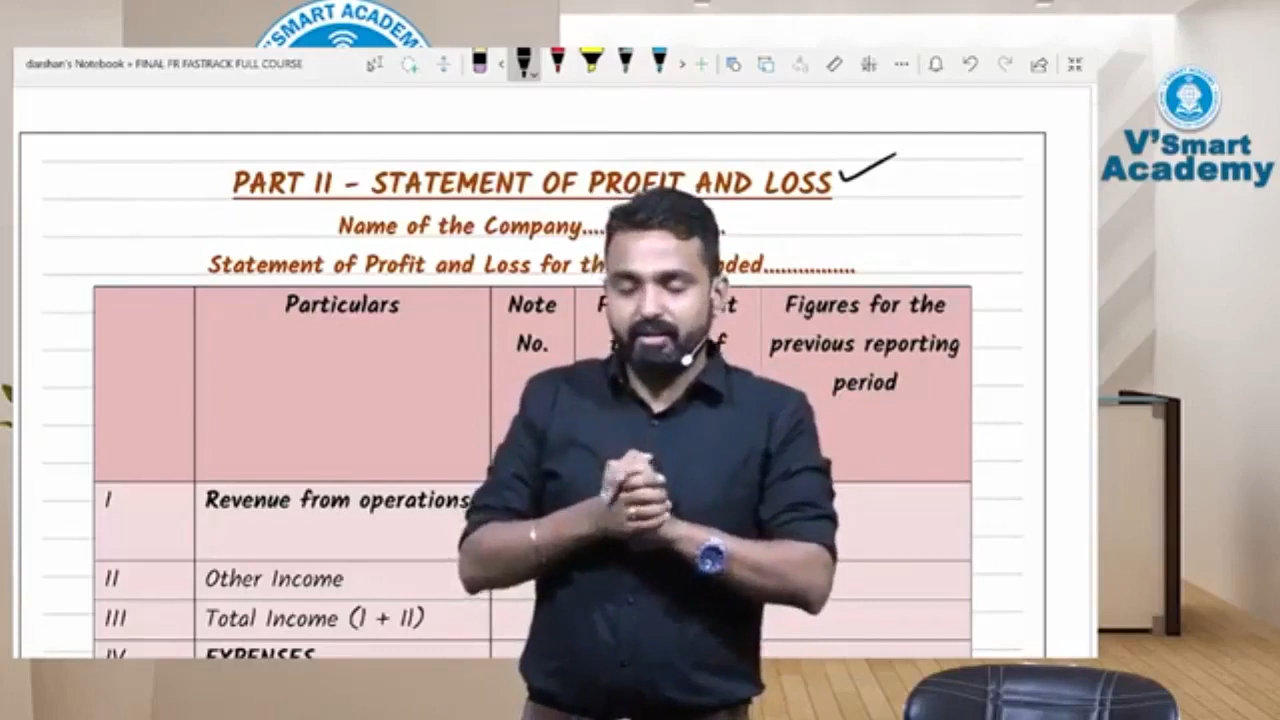 SMART ACADEMY
darshan's Notebook » FINAL FR FASTRACK FULL COURSE
V'Smart
Academy
PART II - STATEMENT OF PROFIT AND LOSS
Name of the Company....
Statement of Profit and Loss for ...............
Particulars
Note
No.
Figures for the
previous reporting
period
I
Revenue from operations
II
Other Income
III
Total Income (I + II)
IV
EXPENSES